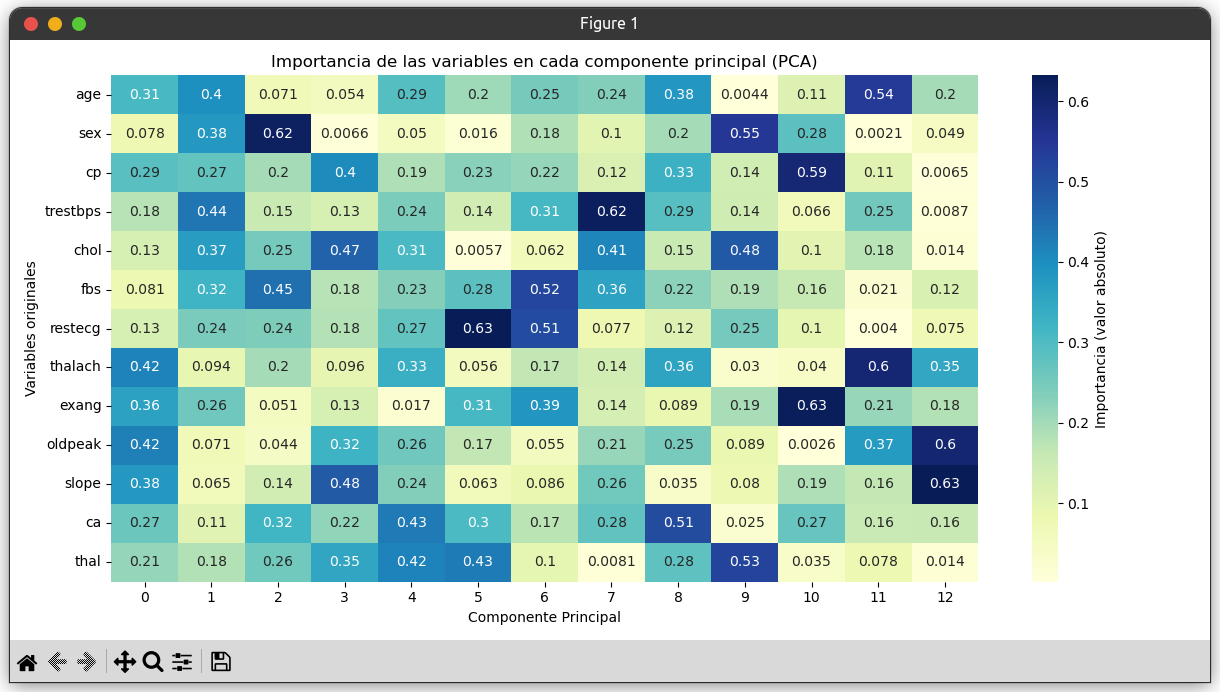 Figure 1
Importancia de las variables en cada componente principal (PCA)
age 0.31 0.4 0.071 0.054 0.29 0.2 0.25 0.24 0.38 0.0044 0.11 0.54 0.2
sex 0.078 0.38 0.62 0.0066 0.05 0.016 0.18 0.1 0.2 0.55 0.28 0.0021 0.049
cp 0.29 0.27 0.2 0.4 0.19 0.23 0.22 0.12 0.33 0.14 0.59 0.11 0.0065
trestbps 0.18 0.44 0.15 0.13 0.24 0.14 0.31 0.62 0.29 0.14 0.066 0.25 0.0087
chol 0.13 0.37 0.25 0.47 0.31 0.0057 0.062 0.41 0.15 0.48 0.1 0.18 0.014
fbs 0.081 0.32 0.45 0.18 0.23 0.28 0.52 0.36 0.22 0.19 0.16 0.021 0.12
restecg 0.13 0.24 0.24 0.18 0.27 0.63 0.51 0.077 0.12 0.25 0.1 0.004 0.075
thalach 0.42 0.094 0.2 0.096 0.33 0.056 0.17 0.14 0.36 0.03 0.04 0.6 0.35
exang 0.36 0.26 0.051 0.13 0.017 0.31 0.39 0.14 0.089 0.19 0.63 0.21 0.18
oldpeak 0.42 0.071 0.044 0.32 0.26 0.17 0.055 0.21 0.25 0.089 0.0026 0.37 0.6
slope 0.38 0.065 0.14 0.48 0.24 0.063 0.086 0.26 0.035 0.08 0.19 0.16 0.63
ca 0.27 0.11 0.32 0.22 0.43 0.3 0.17 0.28 0.51 0.025 0.27 0.16 0.16
thal 0.21 0.18 0.26 0.35 0.42 0.43 0.1 0.0081 0.28 0.53 0.035 0.078 0.014
0 1 2 3 4 5 6 7 8 9 10 11 12
Componente Principal
Variables originales
0.6
0.5
0.4
0.3
0.2
0.1
Importancia (valor absoluto)